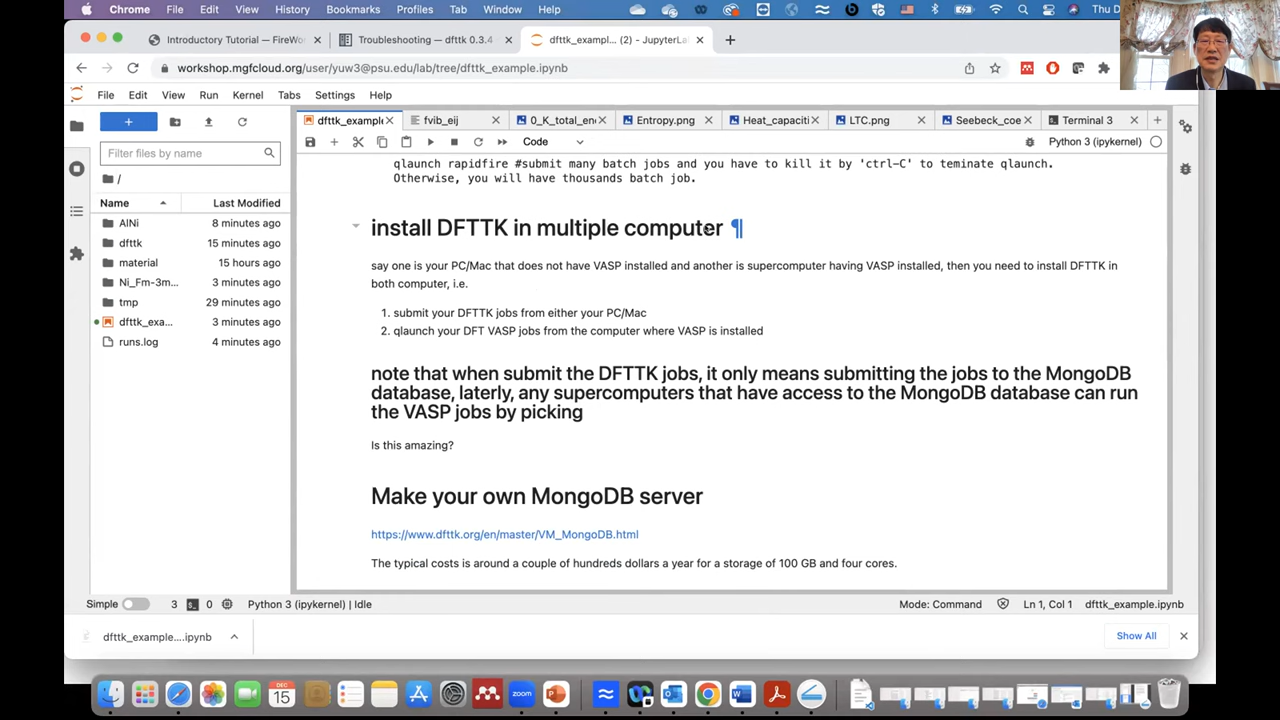 Chrome File Edit View History Bookmarks Profiles Tab Window Help Thu D
Introductory Tutorial — FireWo
Troubleshooting — dfttk 0.3.4
dfttk_exampl... (2) - JupyterLa
workshop.mgfcloud.org/user/yuw3@psu.edu/lab/tree/dfttk_example.ipynb
File Edit View Run Kernel Tabs Settings Help
dfttk_example
fvib_eij
0_K_total_en
Entropy.png
Heat_capaciti
LTC.png
Seebeck_coe
Terminal 3
Code
Python 3 (ipykernel)
Filter files by name
/
Name Last Modified
AlNi 8 minutes ago
dfttk 15 minutes ago
material 15 hours ago
Ni_Fm-3m... 3 minutes ago
tmp 29 minutes ago
dfttk_exa... 3 minutes ago
runs.log 4 minutes ago
qlaunch rapidfire #submit many batch jobs and you have to kill it by 'ctrl-C' to teminate qlaunch.
Otherwise, you will have thousands batch job.
install DFTTK in multiple computer ¶
say one is your PC/Mac that does not have VASP installed and another is supercomputer having VASP installed, then you need to install DFTTK in
both computer, i.e.
1. submit your DFTTK jobs from either your PC/Mac
2. qlaunch your DFT VASP jobs from the computer where VASP is installed
note that when submit the DFTTK jobs, it only means submitting the jobs to the MongoDB
database, laterly, any supercomputers that have access to the MongoDB database can run
the VASP jobs by picking
Is this amazing?
Make your own MongoDB server
https://www.dfttk.org/en/master/VM_MongoDB.html
The typical costs is around a couple of hundreds dollars a year for a storage of 100 GB and four cores.
Simple 3 0 Python 3 (ipykernel) | Idle Mode: Command Ln 1, Col 1 dfttk_example.ipynb
dfttk_example....ipynb
Show All
DEC
15
zoom